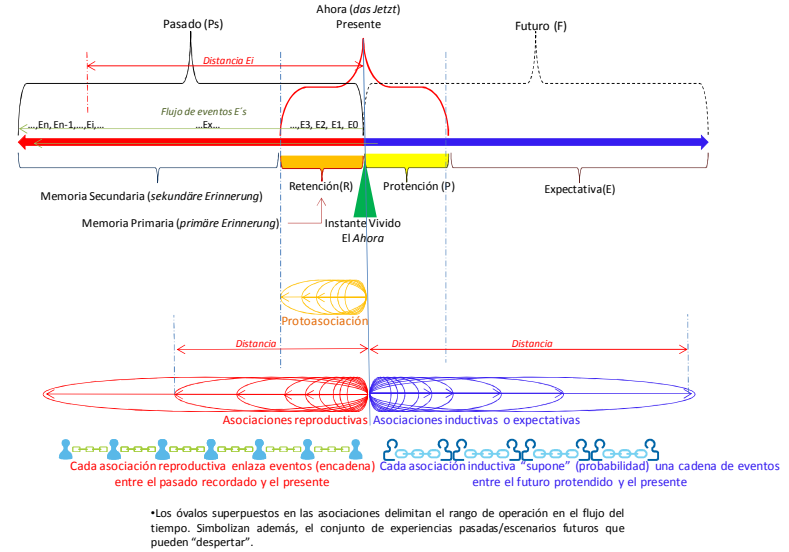 Ahora (das Jetzt)
Presente
Pasado (Ps)
Futuro (F)
Distancia Ei
Flujo de eventos E´s
...,En, En-1,...,Ei,...
...Ex...
...,E3, E2, E1, E0
Retención(R)
Protención (P)
Expectativa(E)
Memoria Secundaria (sekundäre Erinnerung)
Memoria Primaria (primäre Erinnerung)
Instante Vivido
El Ahora
Protoasociación
Distancia
Distancia
Asociaciones reproductivas
Asociaciones inductivas o expectativas
Cada asociación reproductiva enlaza eventos (encadena)
entre el pasado recordado y el presente
Cada asociación inductiva “supone” (probabilidad) una cadena de eventos
entre el futuro protendido y el presente
•Los óvalos superpuestos en las asociaciones delimitan el rango de operación en el flujo del
tiempo. Simbolizan además, el conjunto de experiencias pasadas/escenarios futuros que
pueden “despertar”.